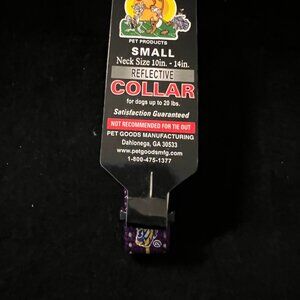 PET PRODUCTS
SMALL
Neck Size 10in. - 14in.
REFLECTIVE
COLLAR
for dogs up to 20 lbs.
Satisfaction Guaranteed
NOT RECOMMENDED FOR TIE OUT
PET GOODS MANUFACTURING
Dahlonega, GA 30533
www.petgoodsmfg.com
1-800-475-1377